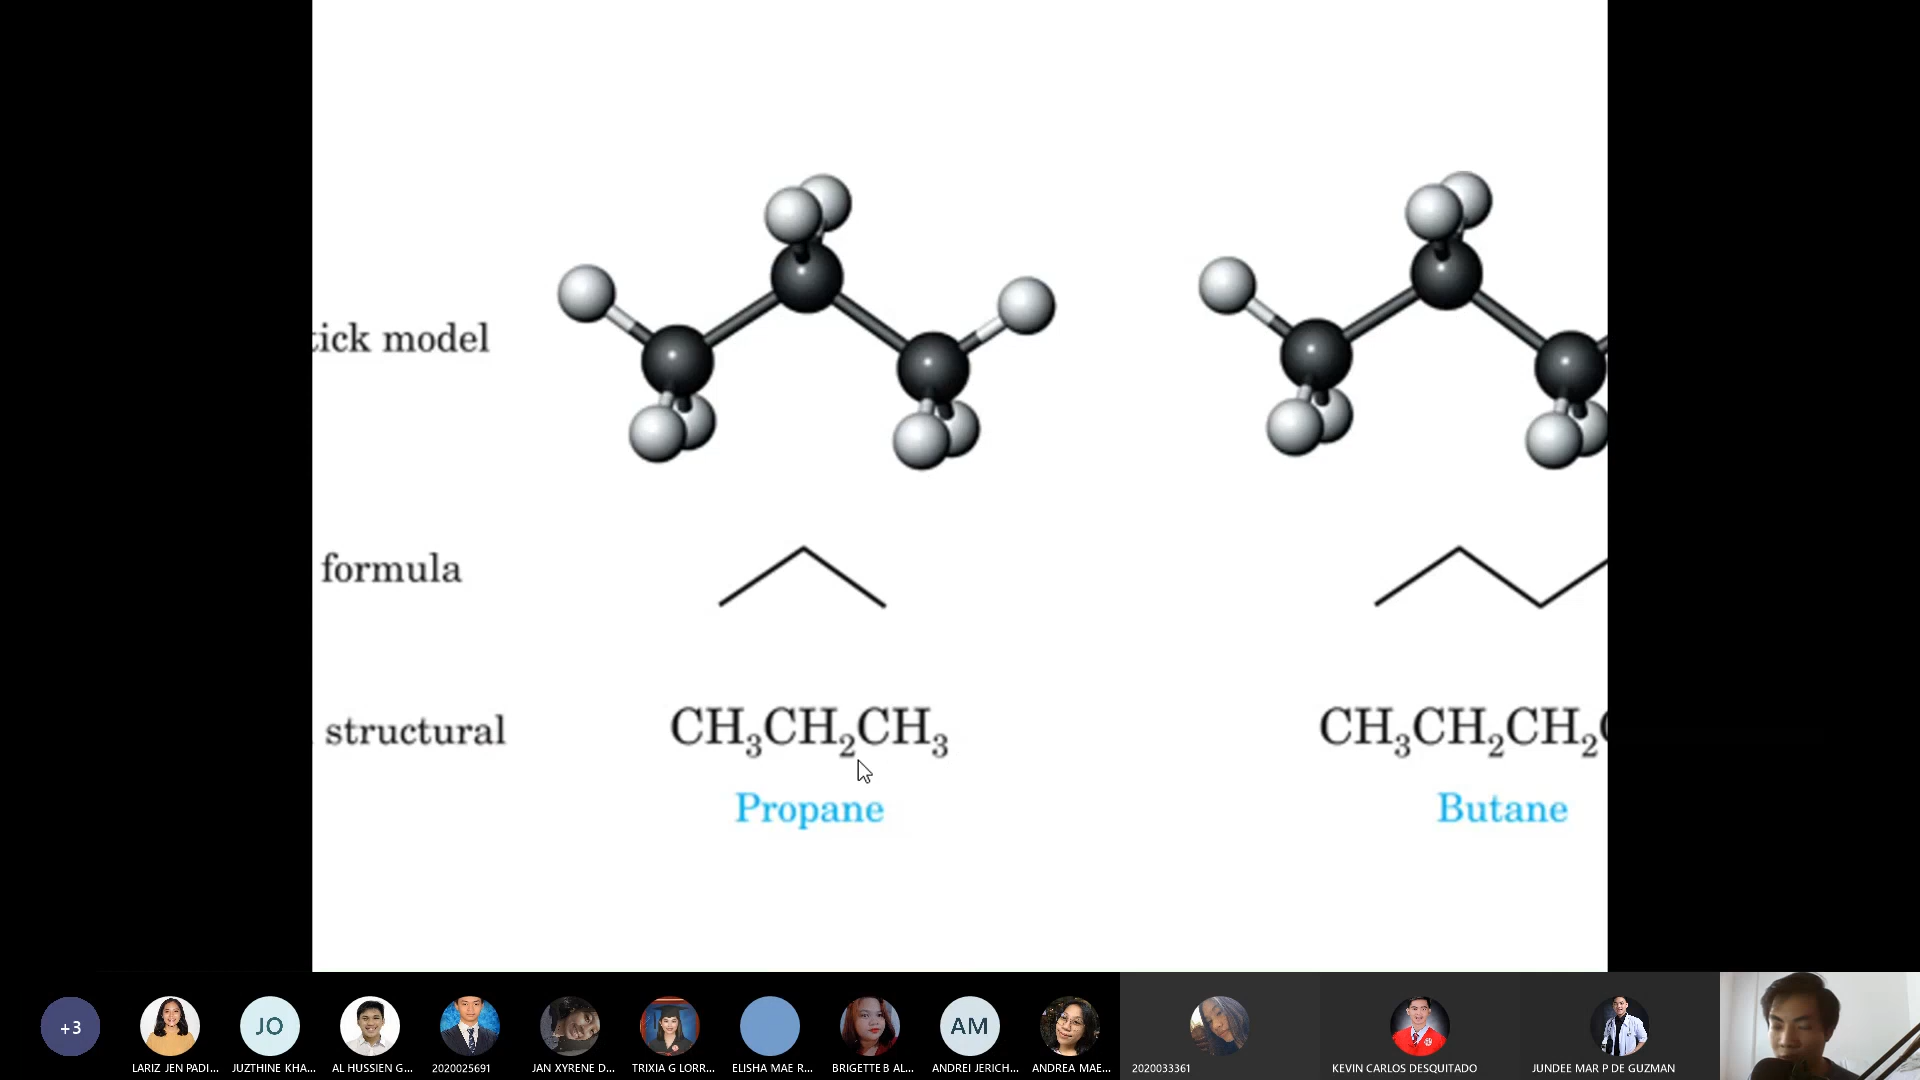 tick model
formula
structural
CH₃CH₂CH₃
CH₃CH₂CH₂C
Propane
Butane
+3
JO
AM
LARIZ JEN PADI...
JUZTHINE KHA...
AL HUSSIEN G...
2020025691
JAN XYRENE D...
TRIXIA G LORR...
ELISHA MAE R...
BRIGETTE B AL...
ANDREI JERICH...
ANDREA MAE...
2020033361
KEVIN CARLOS DESQUITADO
JUNDEE MAR P DE GUZMAN